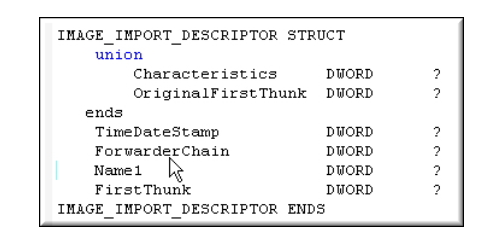 IMAGE_IMPORT_DESCRIPTOR STRUCT
union
Characteristics DWORD ?
OriginalFirstThunk DWORD ?
ends
TimeDateStamp DWORD ?
ForwarderChain DWORD ?
Name1 DWORD ?
FirstThunk DWORD ?
IMAGE_IMPORT_DESCRIPTOR ENDS